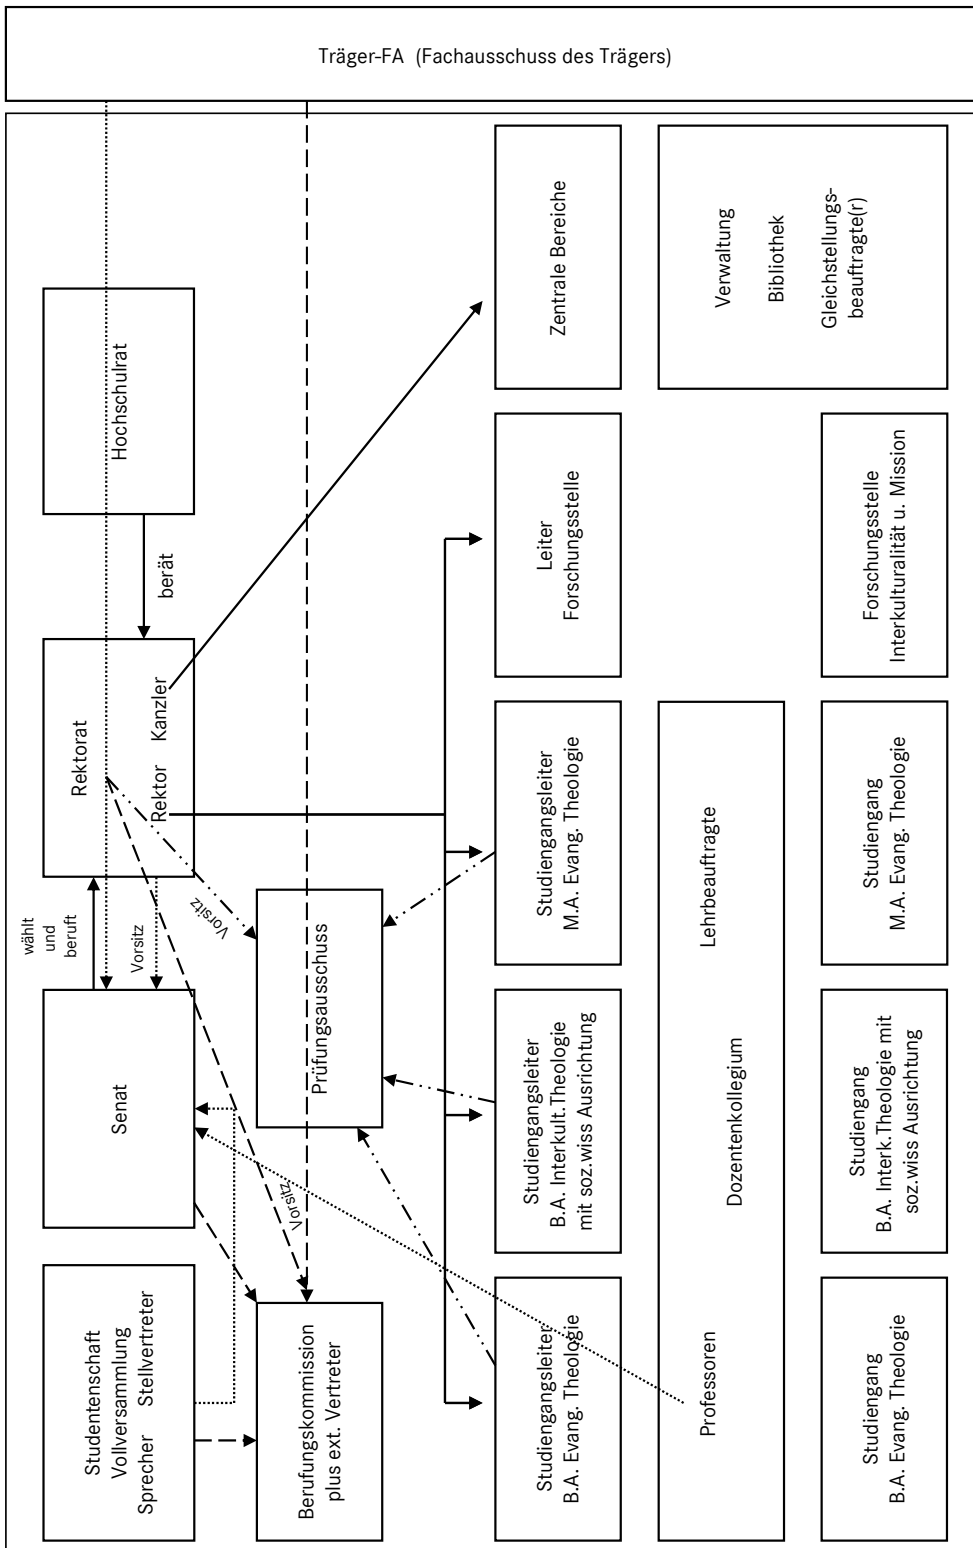 Träger-FA (Fachausschuss des Trägers)
Studentenschaft
Vollversammlung
Sprecher Stellvertreter
Senat
wählt
und
beruft
Vorsitz
Rektorat
Rektor Kanzler
berät
Hochschulrat
Berufungskommission
plus ext. Vertreter
Vorsitz
Prüfungsausschuss
Vorsitz
Studiengangsleiter
B.A. Evang. Theologie
Studiengangsleiter
B.A. Interkult.Theologie
mit soz.wiss Ausrichtung
Studiengangsleiter
M.A. Evang. Theologie
Leiter
Forschungsstelle
Zentrale Bereiche
Professoren Dozentenkollegium Lehrbeauftragte
Verwaltung
Bibliothek
Gleichstellungs-
beauftragte(r)
Studiengang
B.A. Evang. Theologie
Studiengang
B.A. Interk.Theologie mit
soz.wiss Ausrichtung
Studiengang
M.A. Evang. Theologie
Forschungsstelle
Interkulturalität u. Mission